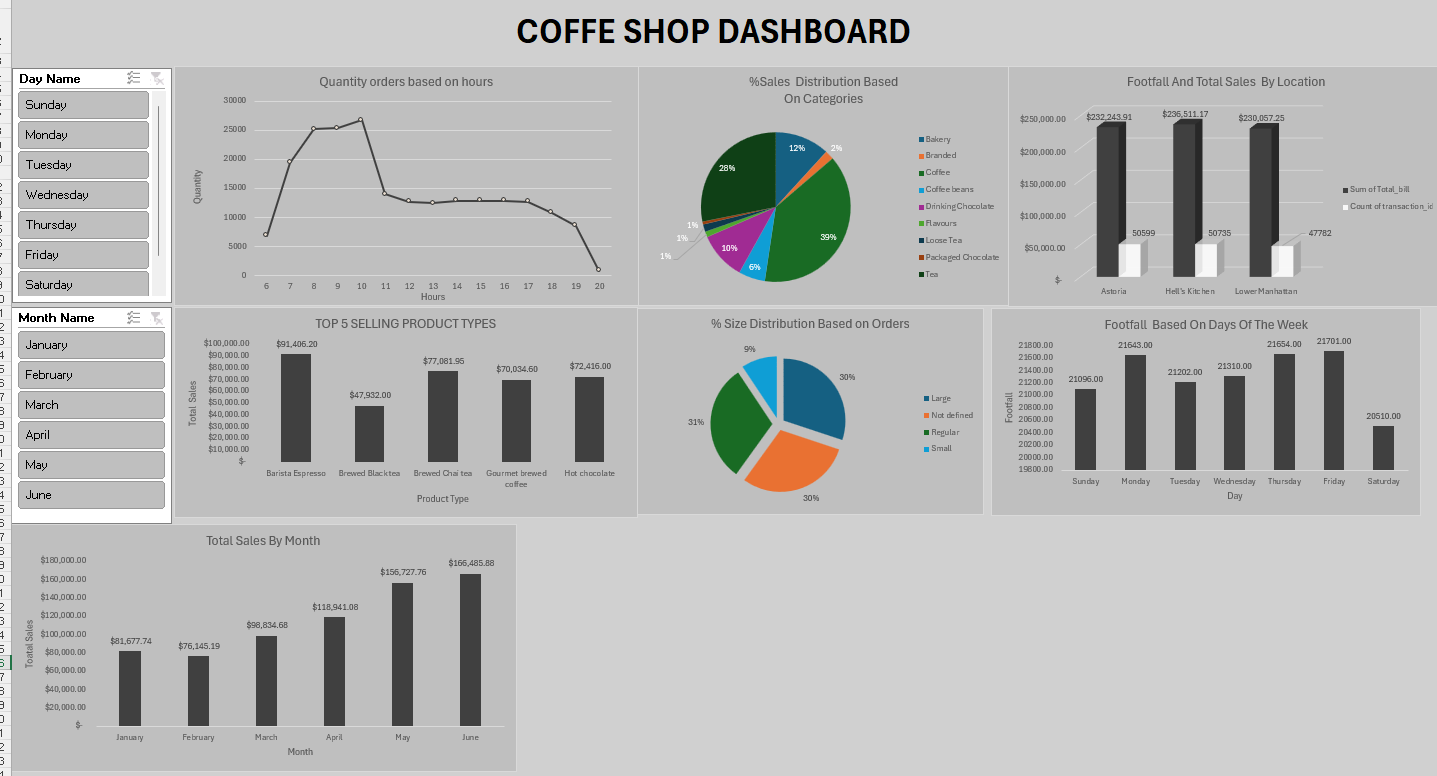 COFFE SHOP DASHBOARD
Day Name
Sunday
Monday
Tuesday
Wednesday
Thursday
Friday
Saturday
Month Name
January
February
March
April
May
June
Quantity orders based on hours
30000
25000
20000
15000
10000
5000
0
Quantity
6 7 8 9 10 11 12 13 14 15 16 17 18 19 20
Hours
%Sales Distribution Based
On Categories
12%
2%
39%
6%
10%
1%
1%
1%
28%
Bakery
Branded
Coffee
Coffee beans
Drinking Chocolate
Flavours
Loose Tea
Packaged Chocolate
Tea
Footfall And Total Sales By Location
$250,000.00
$200,000.00
$150,000.00
$100,000.00
$50,000.00
$-
$232,243.91
$236,511.17
$230,057.25
50599
50735
47782
Astoria
Hell's Kitchen
Lower Manhattan
Sum of Total_bill
Count of transaction_id
TOP 5 SELLING PRODUCT TYPES
$100,000.00
$90,000.00
$80,000.00
$70,000.00
$60,000.00
$50,000.00
$40,000.00
$30,000.00
$20,000.00
$10,000.00
$-
Total Sales
$91,406.20
$47,932.00
$77,081.95
$70,034.60
$72,416.00
Barista Espresso
Brewed Black tea
Brewed Chai tea
Gourmet brewed
coffee
Hot chocolate
Product Type
% Size Distribution Based on Orders
9%
30%
31%
30%
Large
Not defined
Regular
Small
Footfall Based On Days Of The Week
21800.00
21600.00
21400.00
21200.00
21000.00
20800.00
20600.00
20400.00
20200.00
20000.00
19800.00
Footfall
21096.00
21643.00
21202.00
21310.00
21654.00
21701.00
20510.00
Sunday
Monday
Tuesday
Wednesday
Thursday
Friday
Saturday
Day
Total Sales By Month
$180,000.00
$160,000.00
$140,000.00
$120,000.00
$100,000.00
$80,000.00
$60,000.00
$40,000.00
$20,000.00
$-
Toatal Sales
$81,677.74
$76,145.19
$98,834.68
$118,941.08
$156,727.76
$166,485.88
January
February
March
April
May
June
Month